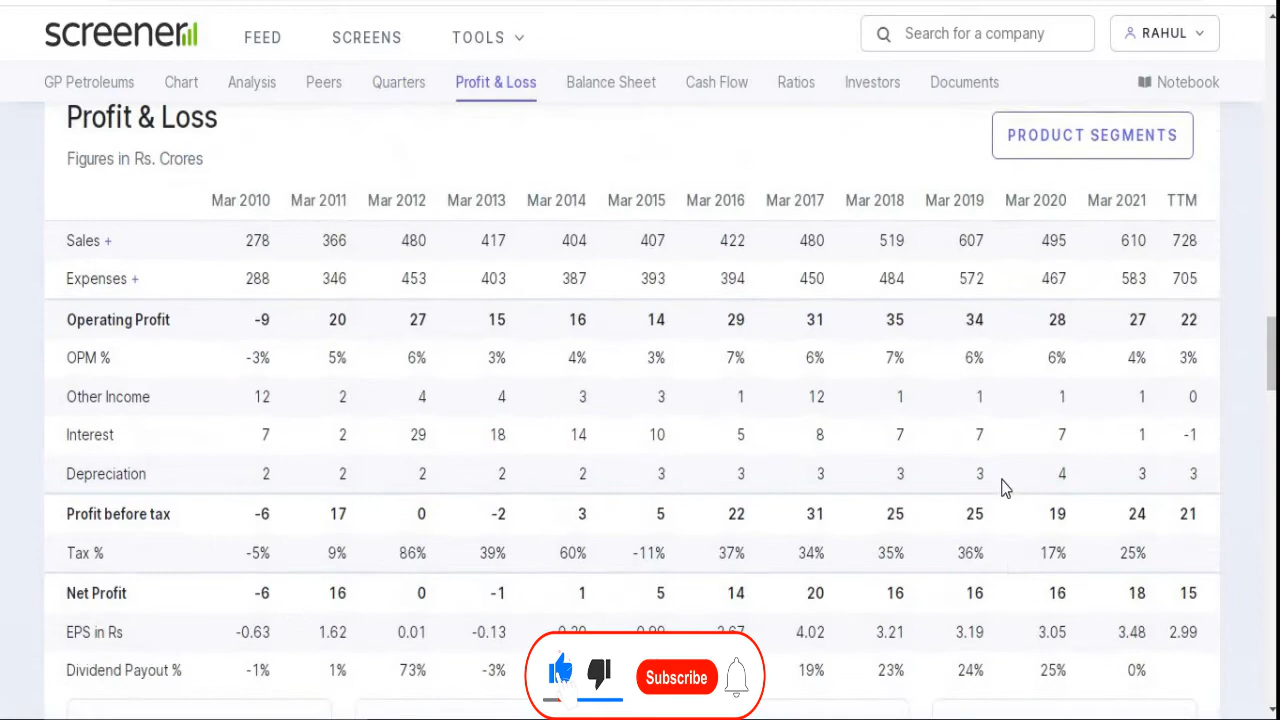 screener FEED SCREENS TOOLS Search for a company RAHUL
GP Petroleums Chart Analysis Peers Quarters Profit & Loss Balance Sheet Cash Flow Ratios Investors Documents Notebook
Profit & Loss
PRODUCT SEGMENTS
Figures in Rs. Crores
Mar 2010 Mar 2011 Mar 2012 Mar 2013 Mar 2014 Mar 2015 Mar 2016 Mar 2017 Mar 2018 Mar 2019 Mar 2020 Mar 2021 TTM
Sales + 278 366 480 417 404 407 422 480 519 607 495 610 728
Expenses + 288 346 453 403 387 393 394 450 484 572 467 583 705
Operating Profit -9 20 27 15 16 14 29 31 35 34 28 27 22
OPM % -3% 5% 6% 3% 4% 3% 7% 6% 7% 6% 6% 4% 3%
Other Income 12 2 4 4 3 3 1 12 1 1 1 1 0
Interest 7 2 29 18 14 10 5 8 7 7 7 1 -1
Depreciation 2 2 2 2 2 3 3 3 3 3 4 3 3
Profit before tax -6 17 0 -2 3 5 22 31 25 25 19 24 21
Tax % -5% 9% 86% 39% 60% -11% 37% 34% 35% 36% 17% 25%
Net Profit -6 16 0 -1 1 5 14 20 16 16 16 18 15
EPS in Rs -0.63 1.62 0.01 -0.13 4.02 3.21 3.19 3.05 3.48 2.99
Dividend Payout % -1% 1% 73% -3% 19% 23% 24% 25% 0%
Subscribe